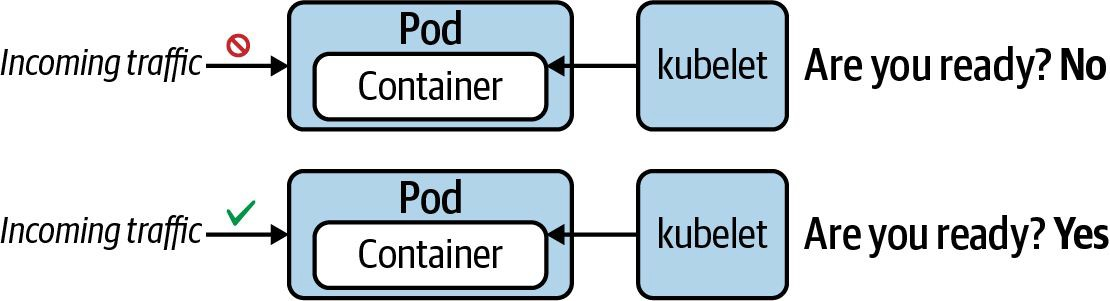 Pod
Incoming traffic
Container
kubelet
Are you ready? No
Pod
Incoming traffic
Container
kubelet
Are you ready? Yes